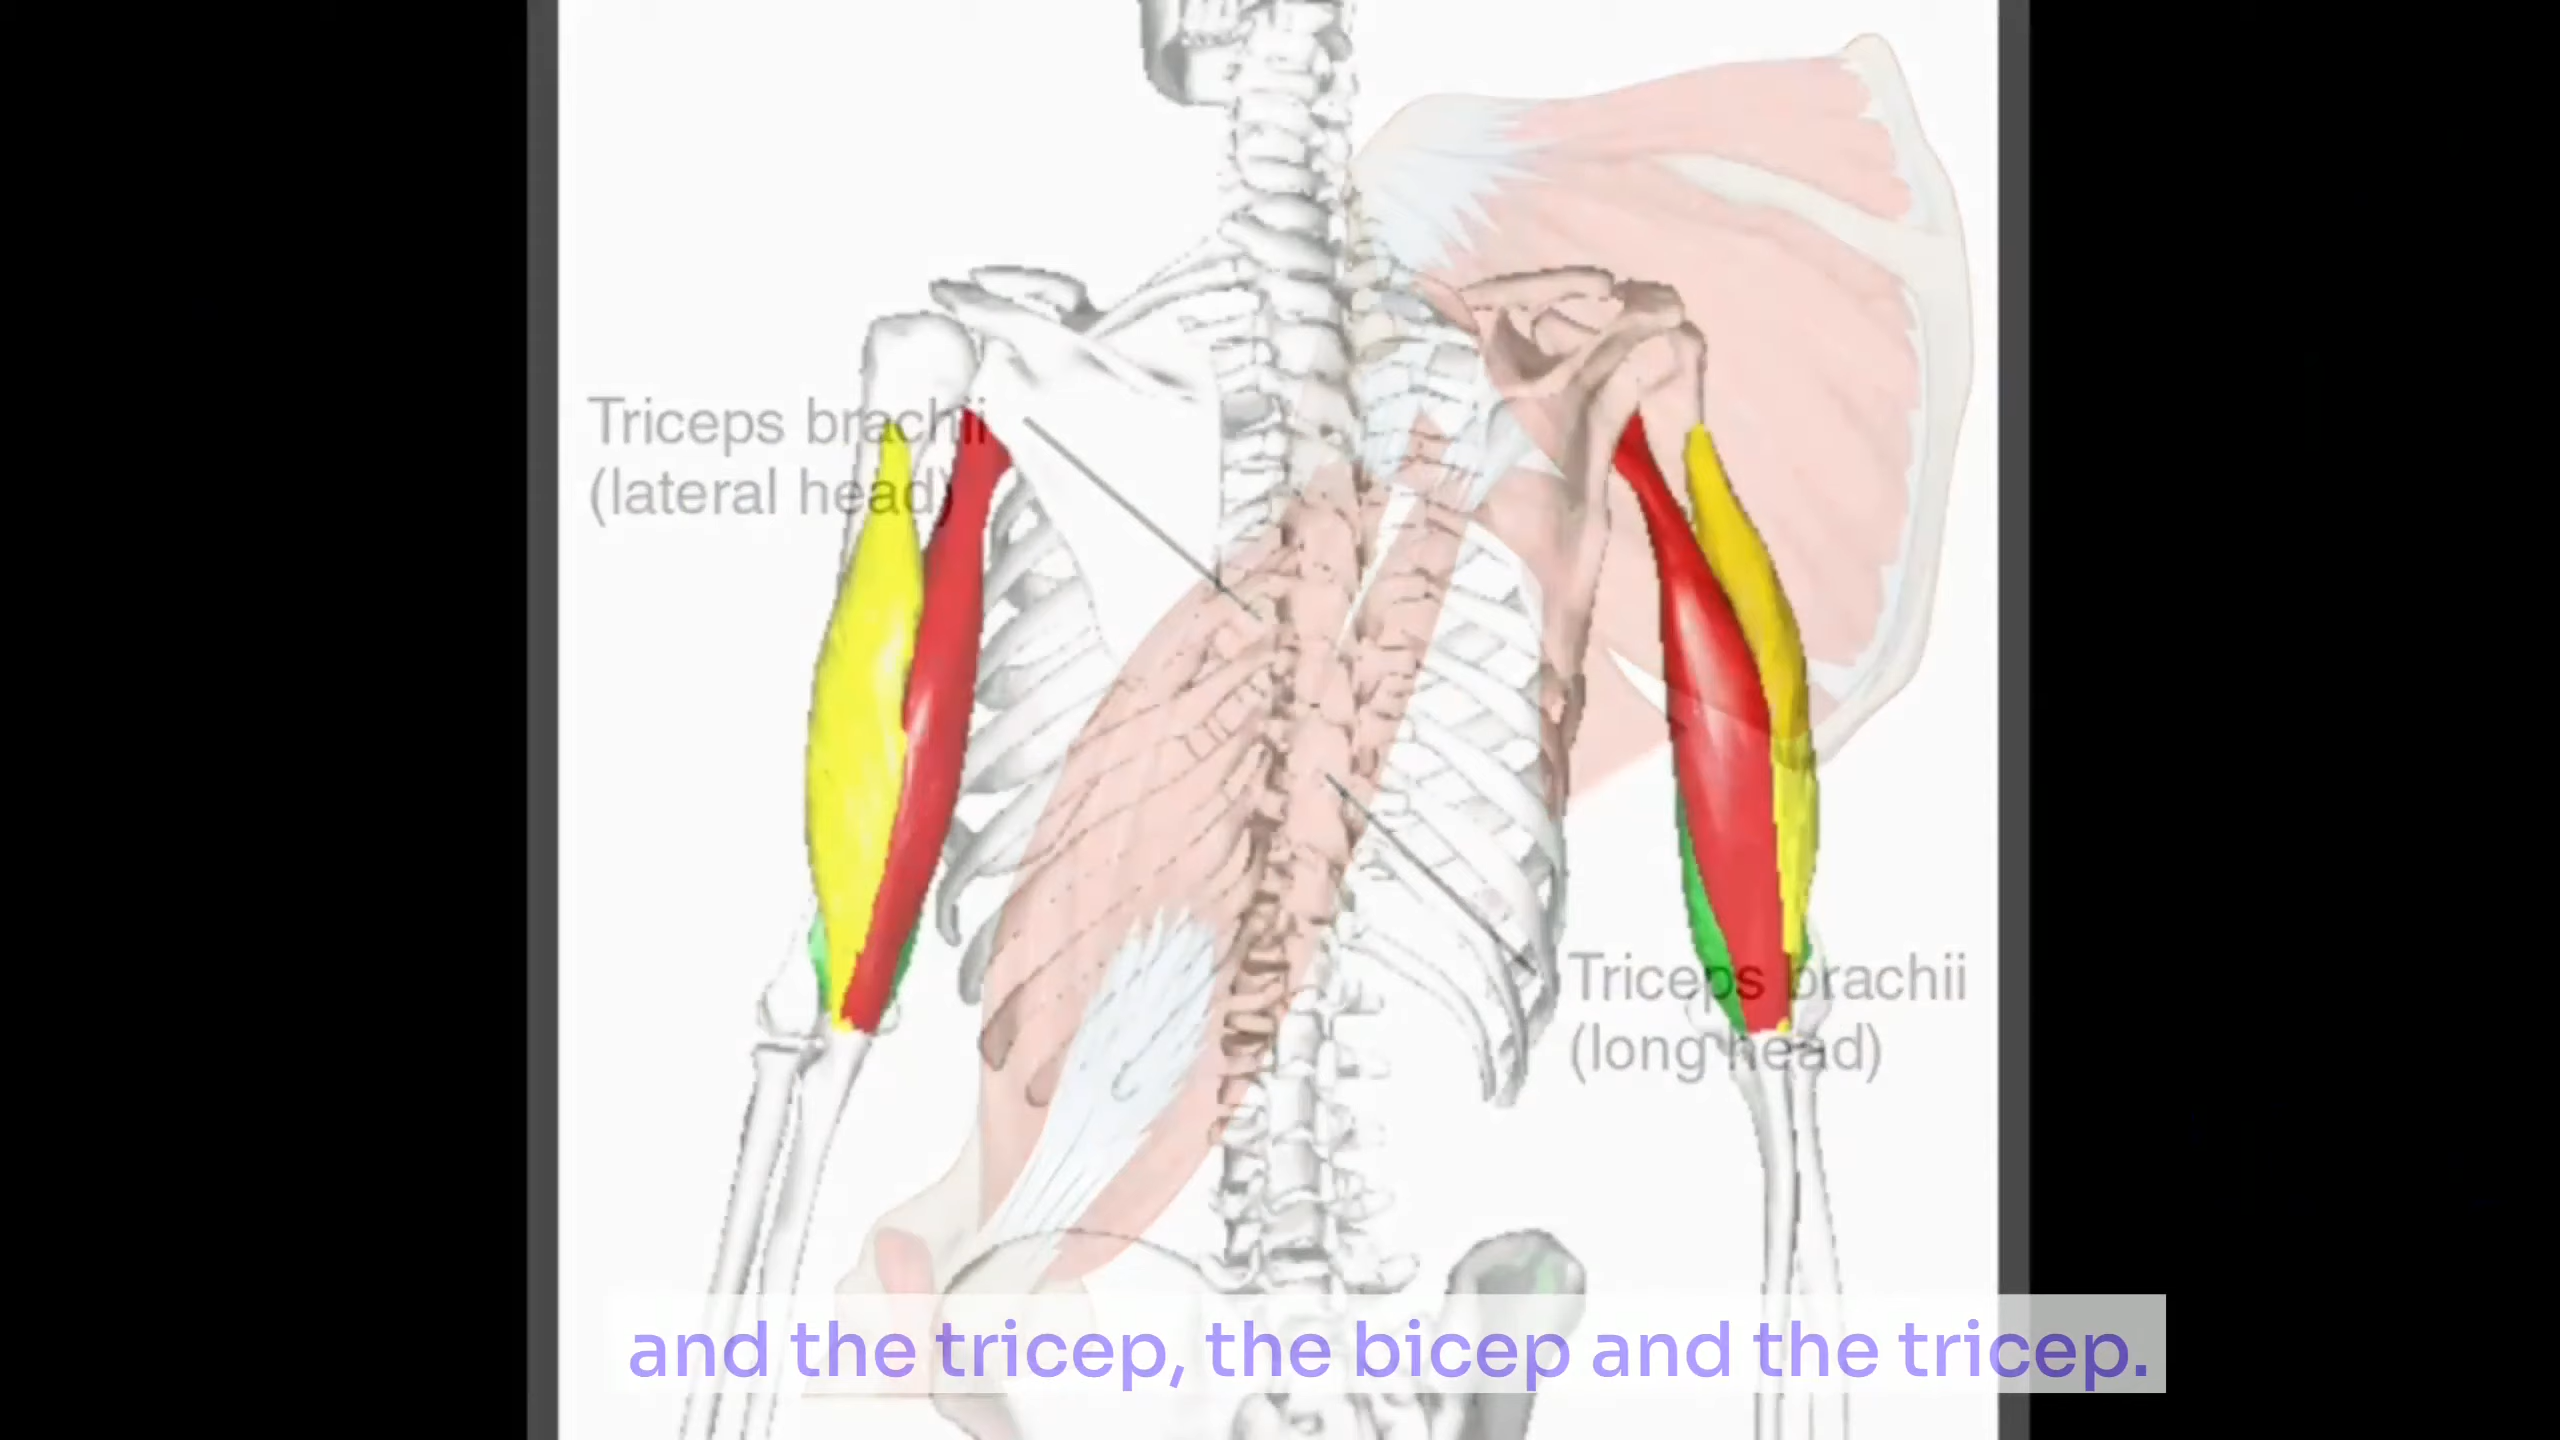 Triceps brachii
(lateral head)
Triceps brachii
(long head)
and the tricep, the bicep and the tricep.